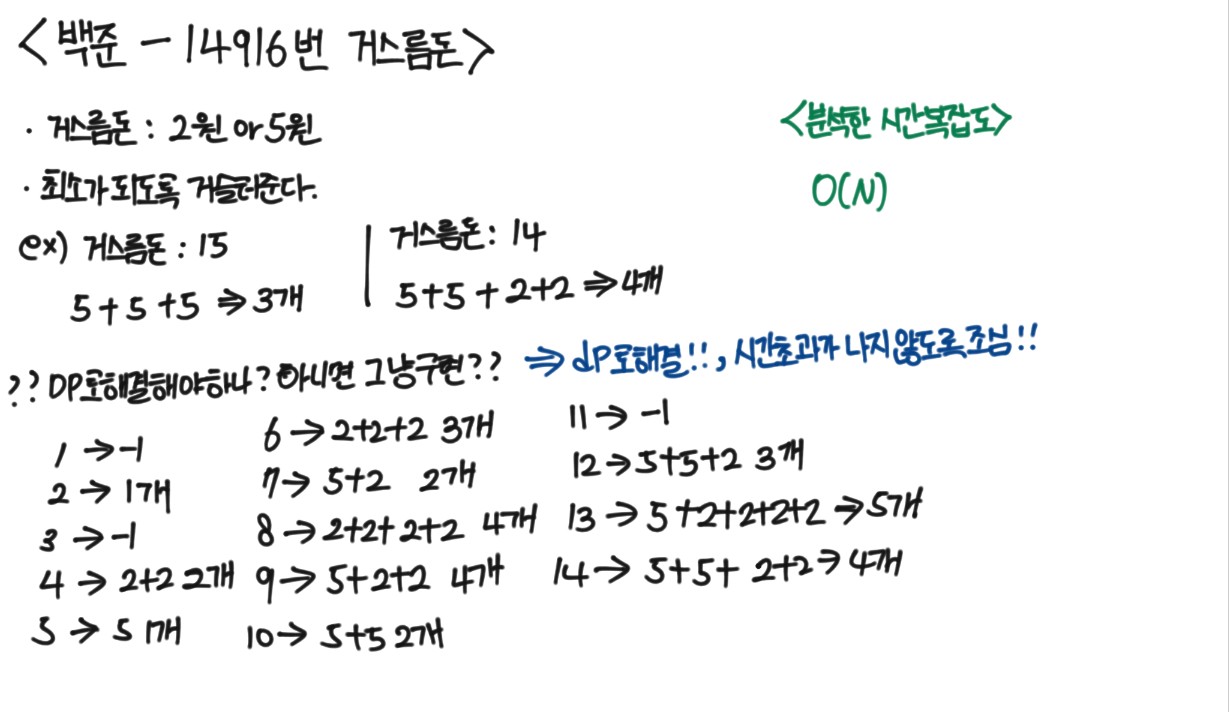 <백준 - 14916번 거스름돈>
· 거스름돈 : 2원 or 5원
· 최소가 되도록 거슬러준다.
ex) 거스름돈 : 15
5+5+5 ⇒ 3개
거스름돈 : 14
5+5+2+2 ⇒ 4개
<분석한 시간복잡도>
O(N)
?? DP로 해결해야하나? 아니면 그냥구현?? ⇒ dP로해결!!, 시간초과가 나지 않도록 조심!!
1 → -1
2 → 1개
3 → -1
4 → 2+2 2개
5 → 5 1개
6 → 2+2+2 3개
7 → 5+2 2개
8 → 2+2+2+2 4개
9 → 5+2+2 4개
10 → 5+5 2개
11 → -1
12 → 5+5+2 3개
13 → 5+2+2+2+2 → 5개
14 → 5+5+2+2 → 4개